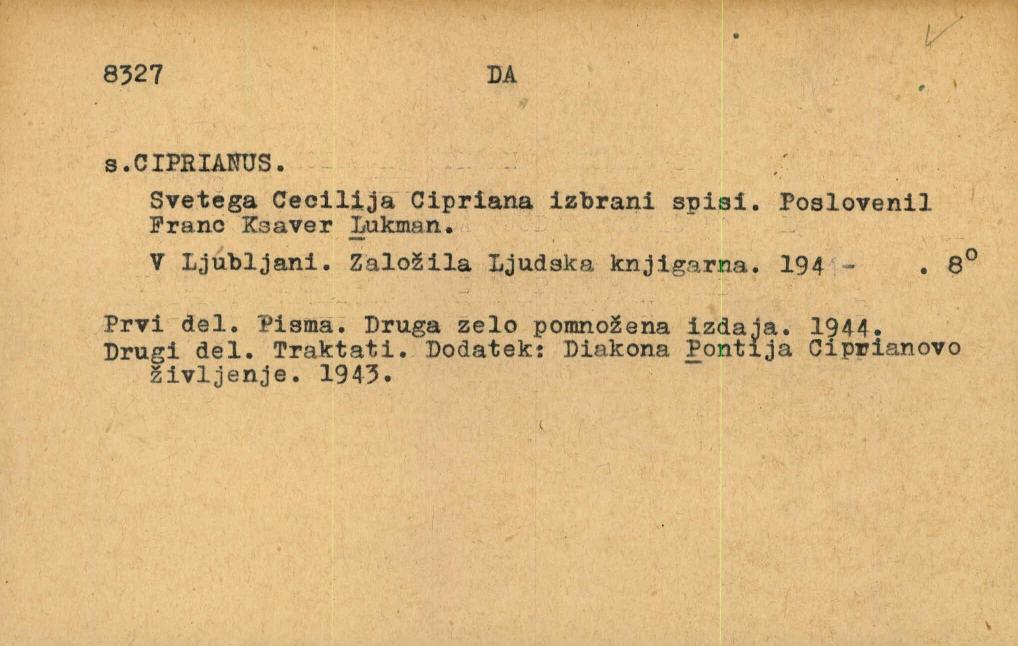 8327 DA
s.CIPRIANUS.
Svetega Cecilija Cipriana izbrani spisi. Poslovenil
Franc Ksaver Lukman.
V Ljubljani. Založila Ljudska knjigarna. 194 - . 8°
Prvi del. Pisma. Druga zelo pomnožena izdaja. 1944.
Drugi del. Traktati. Dodatek: Diakona Pontija Ciprianovo
življenje. 1943.